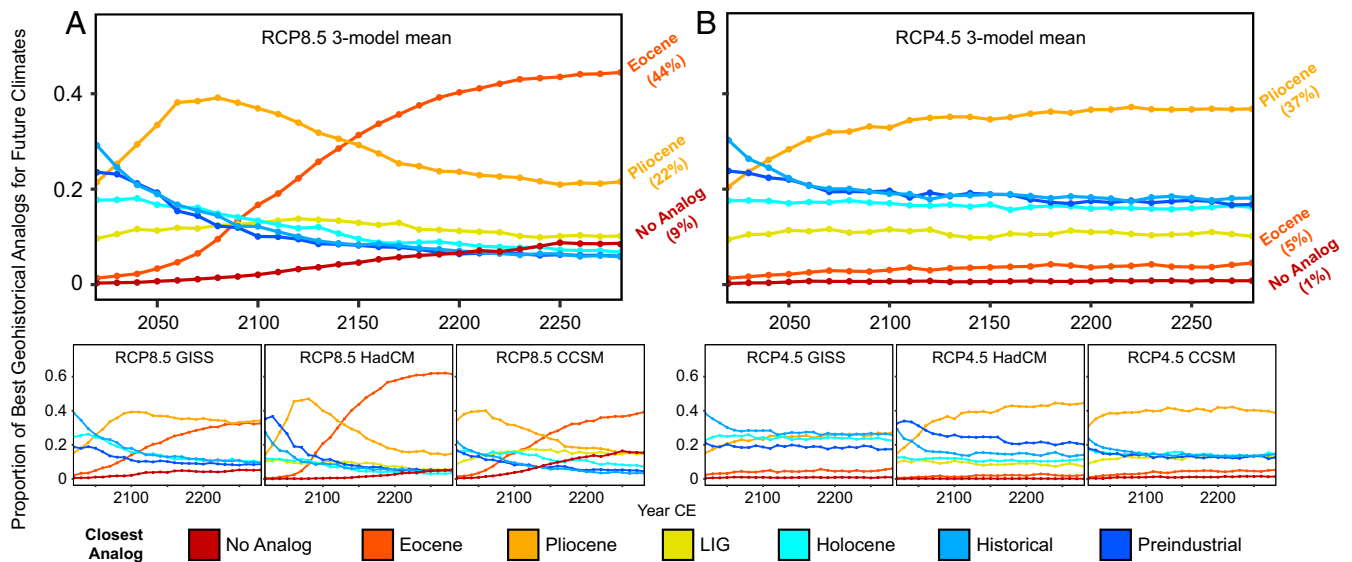 A
B
Proportion of Best Geohistorical Analogs for Future Climates
RCP8.5 3-model mean
0.4
0.2
0
2050
2100
2150
2200
2250
Eocene
(44%)
Pliocene
(22%)
No Analog
(9%)
RCP4.5 3-model mean
2050
2100
2150
2200
2250
Pliocene
(37%)
Eocene
(5%)
No Analog
(1%)
RCP8.5 GISS
RCP8.5 HadCM
RCP8.5 CCSM
0.6
0.4
0.2
0
2100
2200
2100
2200
2100
2200
RCP4.5 GISS
RCP4.5 HadCM
RCP4.5 CCSM
0.6
0.4
0.2
0
2100
2200
2100
2200
2100
2200
Year CE
Closest
Analog
No Analog
Eocene
Pliocene
LIG
Holocene
Historical
Preindustrial